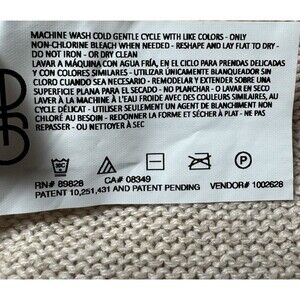 MACHINE WASH COLD GENTLE CYCLE WITH LIKE COLORS - ONLY
NON-CHLORINE BLEACH WHEN NEEDED - RESHAPE AND LAY FLAT TO DRY -
DO NOT IRON - OR DRY CLEAN
LAVAR A MÁQUINA CON AGUA FRÍA, EN EL CICLO PARA PRENDAS DELICADAS
Y CON COLORES SIMILARES - UTILIZAR ÚNICAMENTE BLANQUEADOR SIN
CLORO CUANDO SEA NECESARIO - REMODELAR Y EXTENDER SOBRE UNA
SUPERFICIE PLANA PARA EL SECADO - NO PLANCHAR - O LAVAR EN SECO
LAVER À LA MACHINE À L'EAU FROIDE AVEC DES COULEURS SIMILAIRES, AU
CYCLE DÉLICAT - UTILISER SEULEMENT UN AGENT DE BLANCHIMENT NON
CHLORÉ AU BESOIN - REDONNER LA FORME ET SÉCHER À PLAT - NE PAS
REPASSER - OU NETTOYER À SEC
RN# 89828 CA# 08349 VENDOR# 1002628
PATENT 10,251,431 AND PATENT PENDING